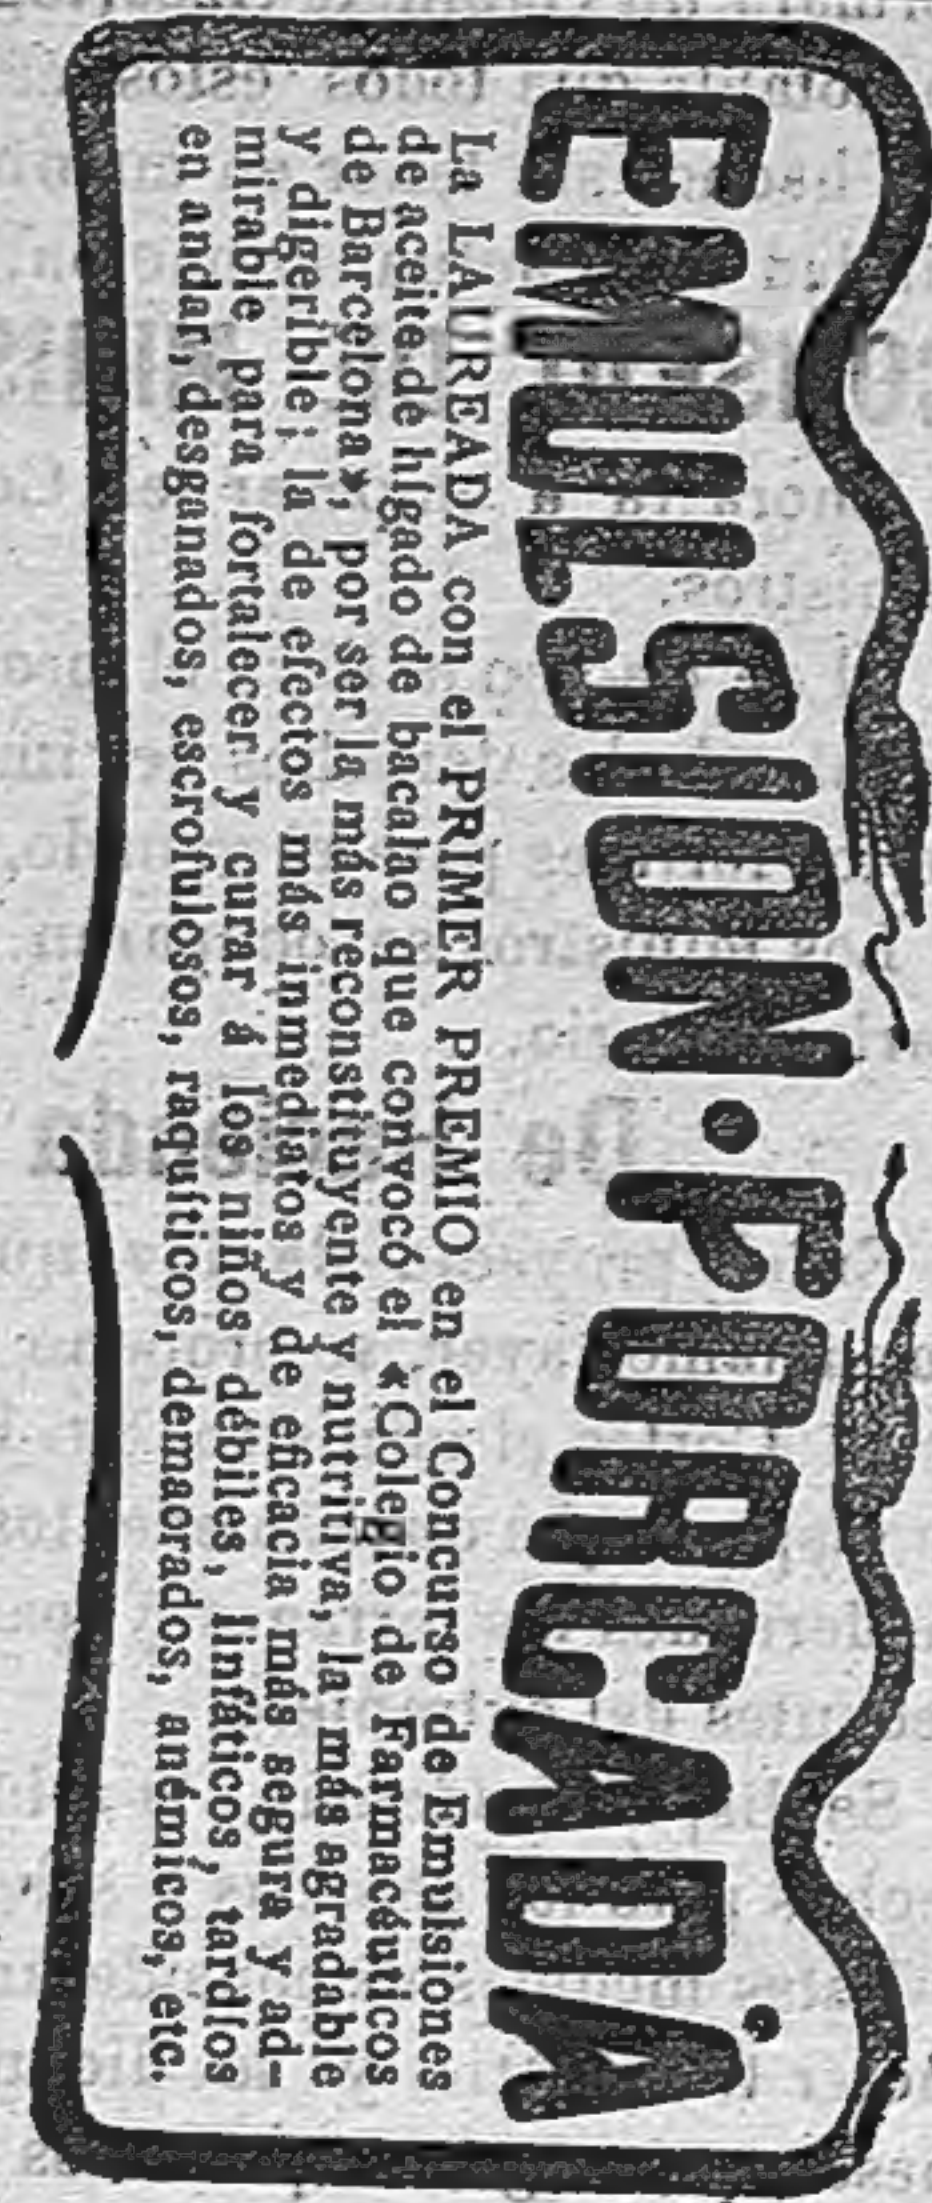 EMULSION·FORCADA
La LAUREADA con el PRIMER PREMIO en el Concurso de Emulsiones
de aceite de hígado de bacalao que convocó el «Colegio de Farmacéuticos
de Barcelona», por ser la más reconstituyente y nutritiva, la más agradable
y digerible; la de efectos más inmediatos y de eficacia más segura y ad-
mirable para fortalecer y curar á los niños débiles, linfáticos, tardíos
en andar, desganados, escrofulosos, raquíticos, demaorados, anémicos, etc.